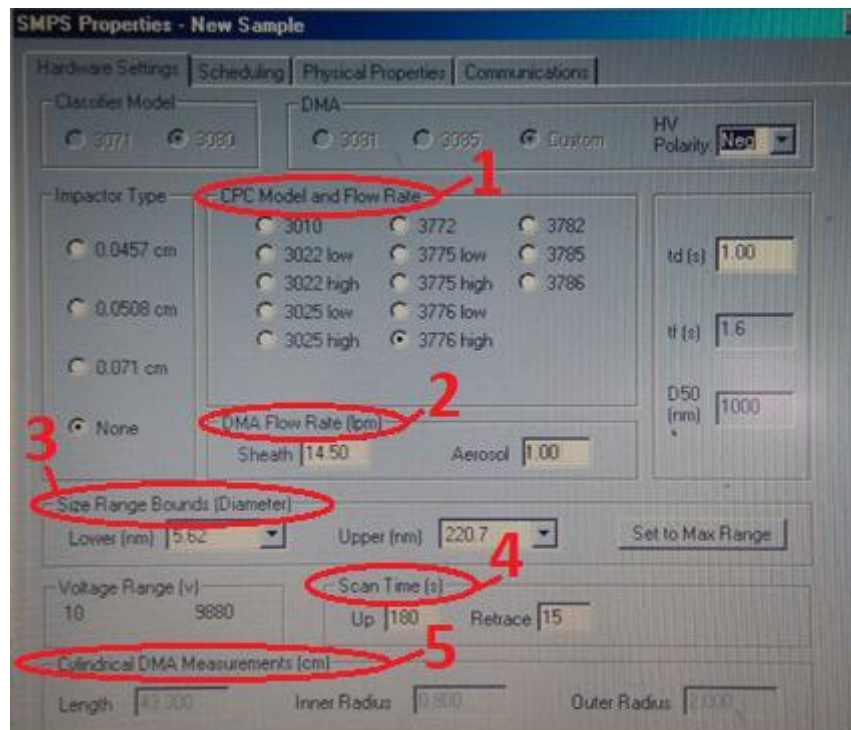 SMPS Properties - New Sample
Hardware Settings Scheduling Physical Properties Communications
Classifier Model
3071 3080
DMA
3081 3085 Custom
HV Polarity: Neg
Impactor Type
0.0457 cm
0.0508 cm
0.071 cm
None
CPC Model and Flow Rate
1
3010 3772 3782
3022 low 3775 low 3785
3022 high 3775 high 3786
3025 low 3776 low
3025 high 3776 high
td (s) 1.00
tf (s) 1.6
D50 (nm) 1000
DMA Flow Rate (lpm)
2
Sheath 14.50 Aerosol 1.00
3
Size Range Bounds (Diameter)
Lower (nm) 5.62 Upper (nm) 220.7 Set to Max Range
Voltage Range (v)
10 9880
Scan Time (s)
4
Up 180 Retrace 15
Cylindrical DMA Measurements (cm)
5
Length 43.300 Inner Radius 0.900 Outer Radius 2.000